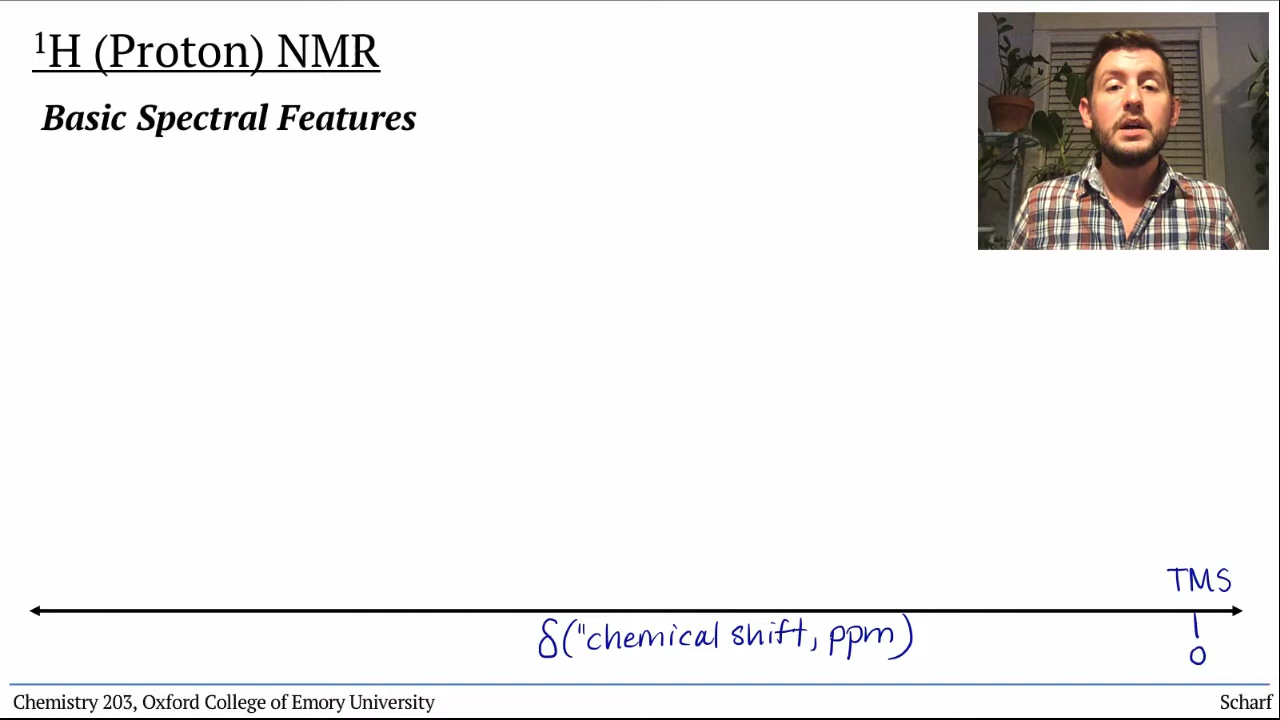 ¹H (Proton) NMR
Basic Spectral Features
TMS
δ("chemical shift, ppm)
0
Chemistry 203, Oxford College of Emory University
Scharf